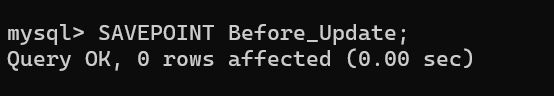 mysql> SAVEPOINT Before_Update;
Query OK, 0 rows affected (0.00 sec)